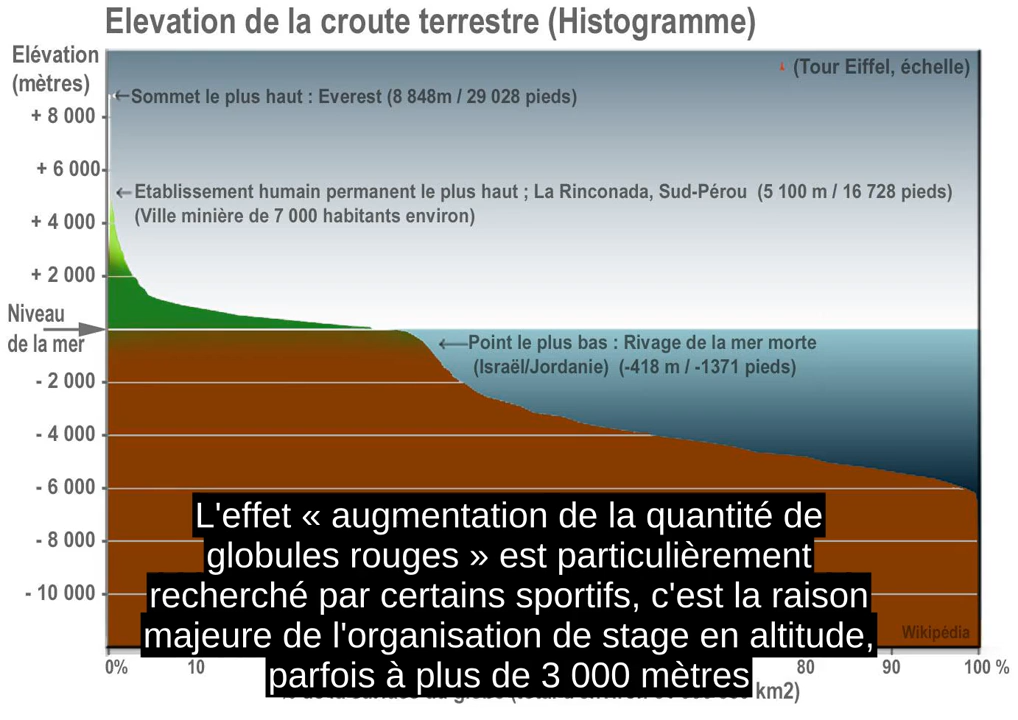 Elevation de la croute terrestre (Histogramme)
Elévation
(mètres)
(Tour Eiffel, échelle)
←Sommet le plus haut : Everest (8 848m / 29 028 pieds)
+ 8 000
+ 6 000
←Etablissement humain permanent le plus haut ; La Rinconada, Sud-Pérou (5 100 m / 16 728 pieds)
(Ville minière de 7 000 habitants environ)
+ 4 000
+ 2 000
Niveau
de la mer
←Point le plus bas : Rivage de la mer morte
(Israël/Jordanie) (-418 m / -1371 pieds)
- 2 000
- 4 000
- 6 000
- 8 000
- 10 000
L'effet « augmentation de la quantité de
globules rouges » est particulièrement
recherché par certains sportifs, c'est la raison
majeure de l'organisation de stage en altitude,
parfois à plus de 3 000 mètres
Wikipédia
0% 10 80 90 100 %
km2)